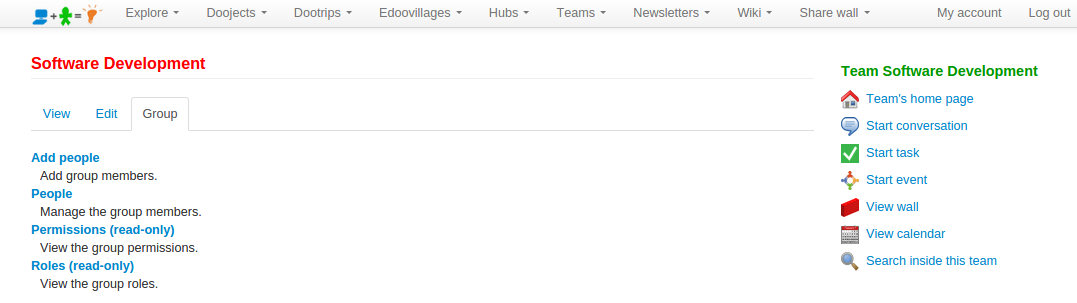 + = Explore Doojects Dootrips Edoovillages Hubs Teams Newsletters Wiki Share wall My account Log out
Software Development
View Edit Group
Add people
Add group members.
People
Manage the group members.
Permissions (read-only)
View the group permissions.
Roles (read-only)
View the group roles.
Team Software Development
Team's home page
Start conversation
Start task
Start event
View wall
View calendar
Search inside this team